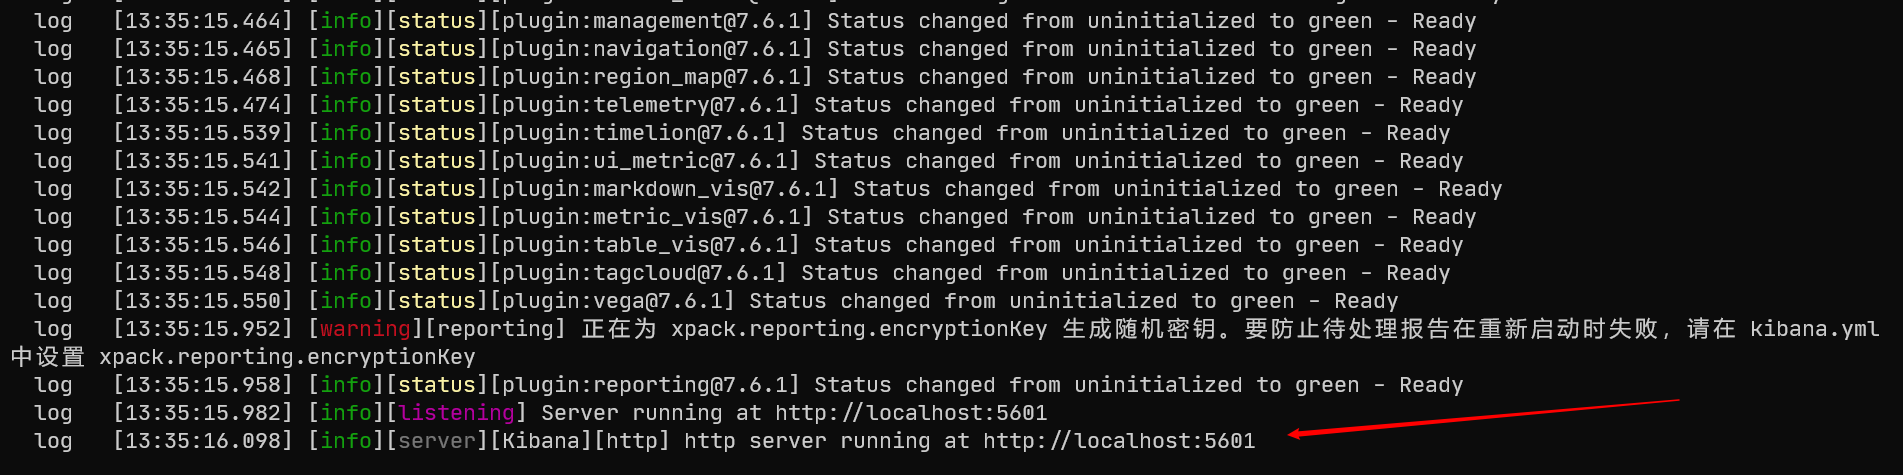 log [13:35:15.464] [info][status][plugin:management@7.6.1] Status changed from uninitialized to green - Ready
log [13:35:15.465] [info][status][plugin:navigation@7.6.1] Status changed from uninitialized to green - Ready
log [13:35:15.468] [info][status][plugin:region_map@7.6.1] Status changed from uninitialized to green - Ready
log [13:35:15.474] [info][status][plugin:telemetry@7.6.1] Status changed from uninitialized to green - Ready
log [13:35:15.539] [info][status][plugin:timelion@7.6.1] Status changed from uninitialized to green - Ready
log [13:35:15.541] [info][status][plugin:ui_metric@7.6.1] Status changed from uninitialized to green - Ready
log [13:35:15.542] [info][status][plugin:markdown_vis@7.6.1] Status changed from uninitialized to green - Ready
log [13:35:15.544] [info][status][plugin:metric_vis@7.6.1] Status changed from uninitialized to green - Ready
log [13:35:15.546] [info][status][plugin:table_vis@7.6.1] Status changed from uninitialized to green - Ready
log [13:35:15.548] [info][status][plugin:tagcloud@7.6.1] Status changed from uninitialized to green - Ready
log [13:35:15.550] [info][status][plugin:vega@7.6.1] Status changed from uninitialized to green - Ready
log [13:35:15.952] [warning][reporting] 正在为 xpack.reporting.encryptionKey 生成随机密钥。要防止待处理报告在重新启动时失败，请在 kibana.yml
中设置 xpack.reporting.encryptionKey
log [13:35:15.958] [info][status][plugin:reporting@7.6.1] Status changed from uninitialized to green - Ready
log [13:35:15.982] [info][listening] Server running at http://localhost:5601
log [13:35:16.098] [info][server][Kibana][http] http server running at http://localhost:5601